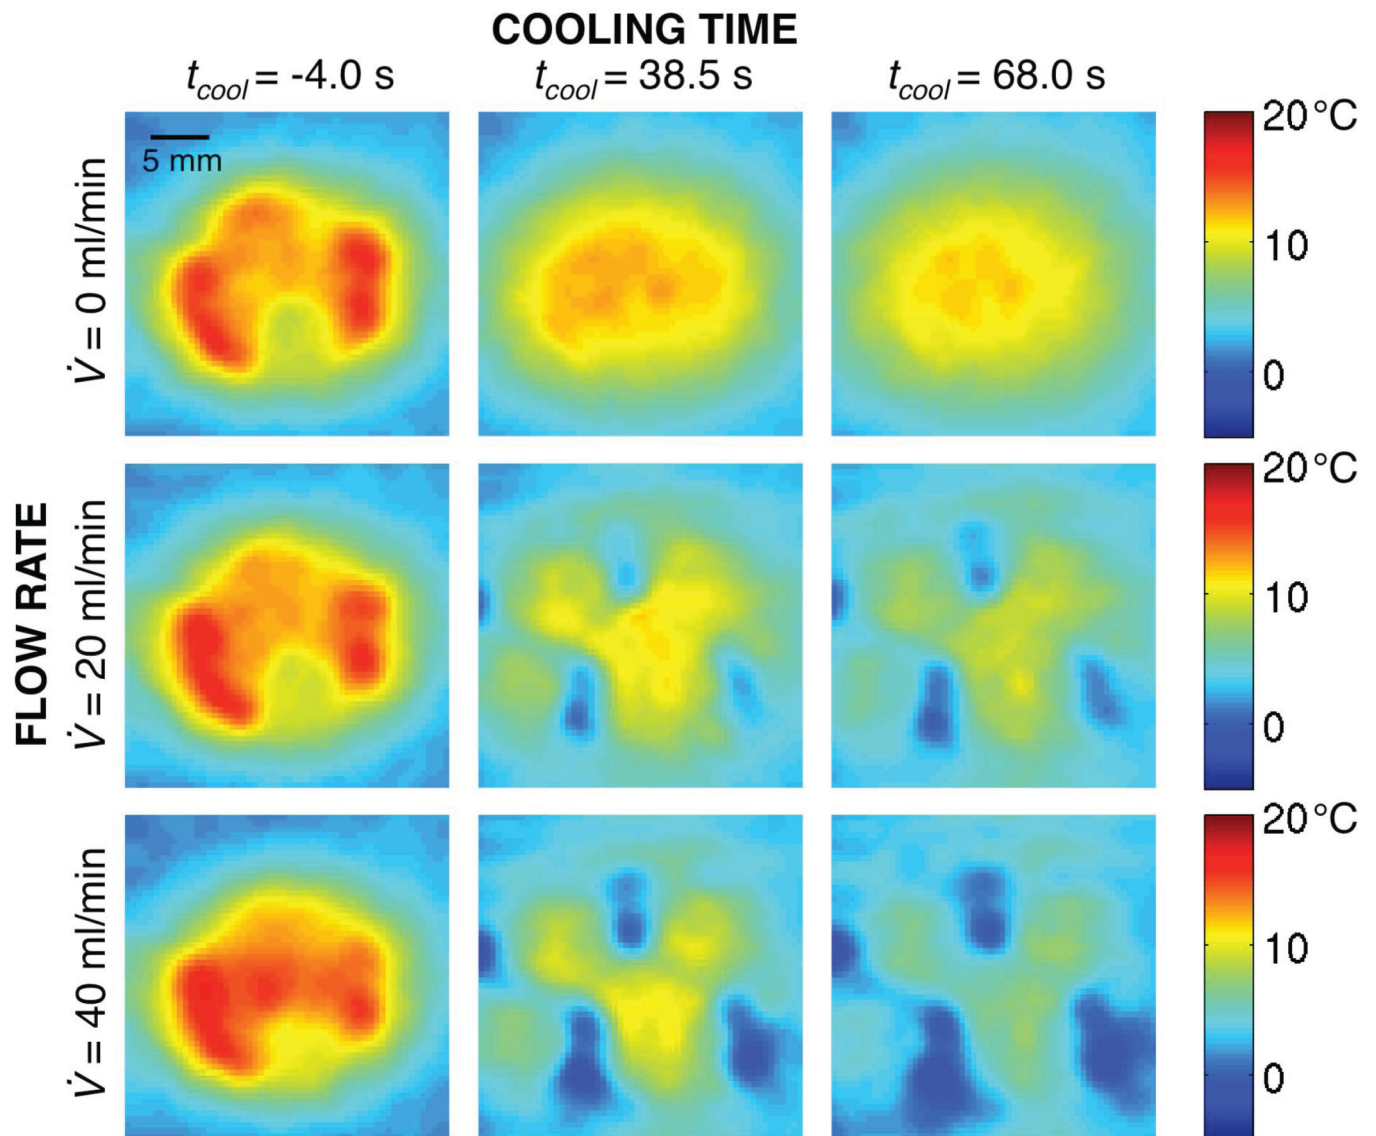 COOLING TIME
t_cool = -4.0 s
t_cool = 38.5 s
t_cool = 68.0 s
5 mm
V̇ = 0 ml/min
20 °C
10
0
FLOW RATE
V̇ = 20 ml/min
20 °C
10
0
V̇ = 40 ml/min
20 °C
10
0